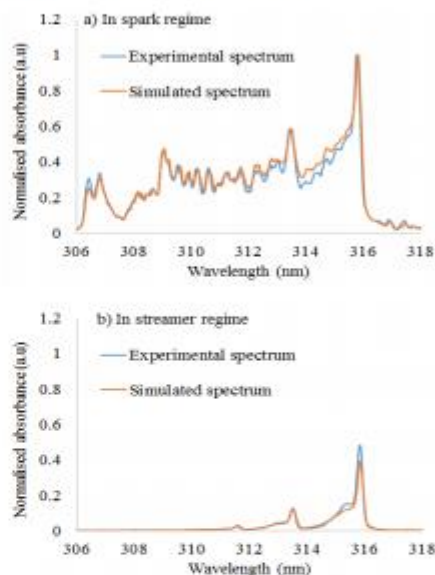 a) In spark regime
Experimental spectrum
Simulated spectrum
Normalised absorbance (a.u)
1.2
1
0.8
0.6
0.4
0.2
0
306 308 310 312 314 316 318
Wavelength (nm)
b) In streamer regime
Experimental spectrum
Simulated spectrum
Normalised absorbance (a.u)
1.2
1
0.8
0.6
0.4
0.2
0
306 308 310 312 314 316 318
Wavelength (nm)